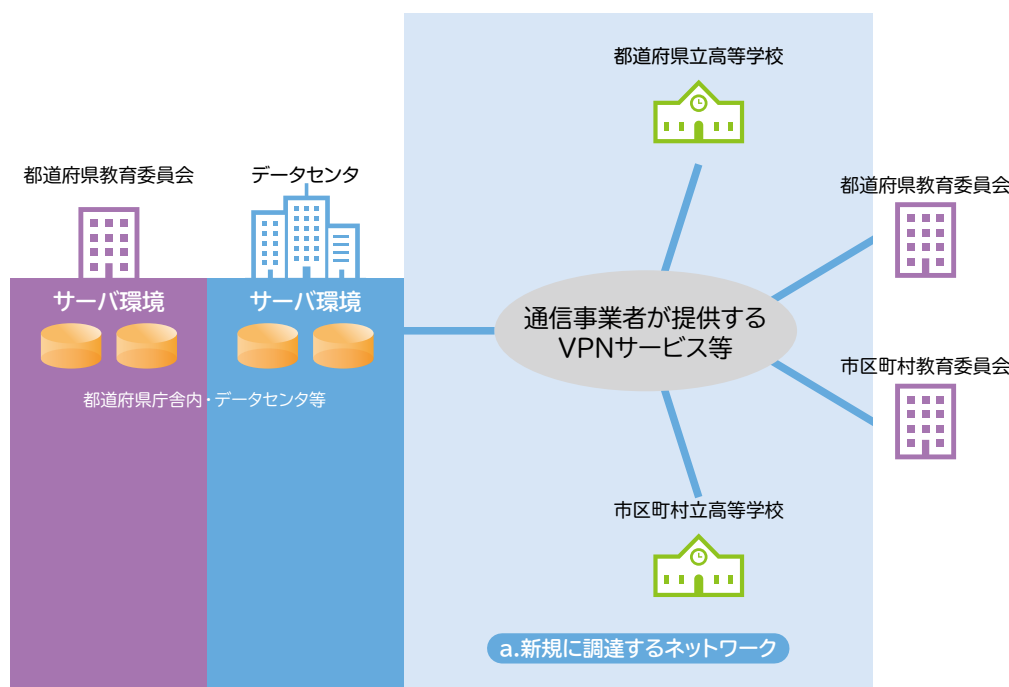 都道府県立高等学校
都道府県教育委員会
データセンタ
都道府県教育委員会
サーバ環境
サーバ環境
通信事業者が提供する
VPNサービス等
市区町村教育委員会
都道府県庁舎内・データセンタ等
市区町村立高等学校
a.新規に調達するネットワーク